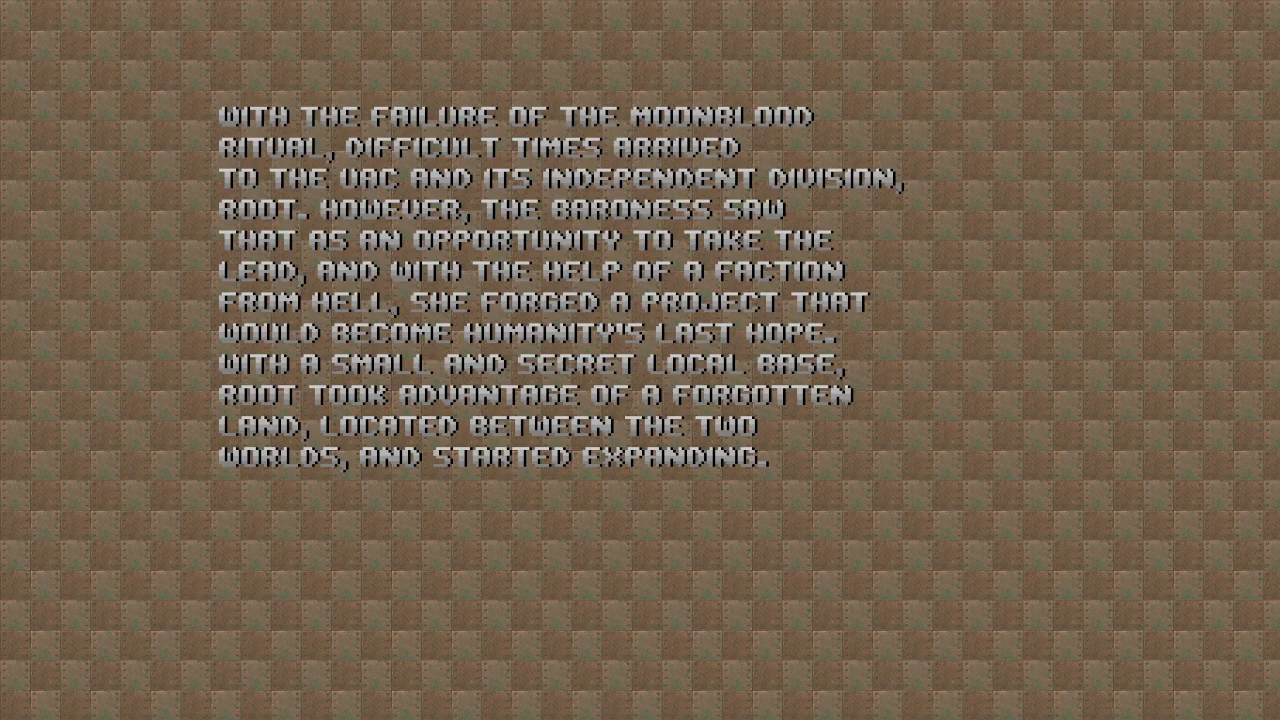 WITH THE FAILURE OF THE MOONBLOOD
RITUAL, DIFFICULT TIMES ARRIVED
TO THE UAC AND ITS INDEPENDENT DIVISION,
ROOT. HOWEVER, THE BARONESS SAW
THAT AS AN OPPORTUNITY TO TAKE THE
LEAD, AND WITH THE HELP OF A FACTION
FROM HELL, SHE FORGED A PROJECT THAT
WOULD BECOME HUMANITY'S LAST HOPE.
WITH A SMALL AND SECRET LOCAL BASE,
ROOT TOOK ADVANTAGE OF A FORGOTTEN
LAND, LOCATED BETWEEN THE TWO
WORLDS, AND STARTED EXPANDING.